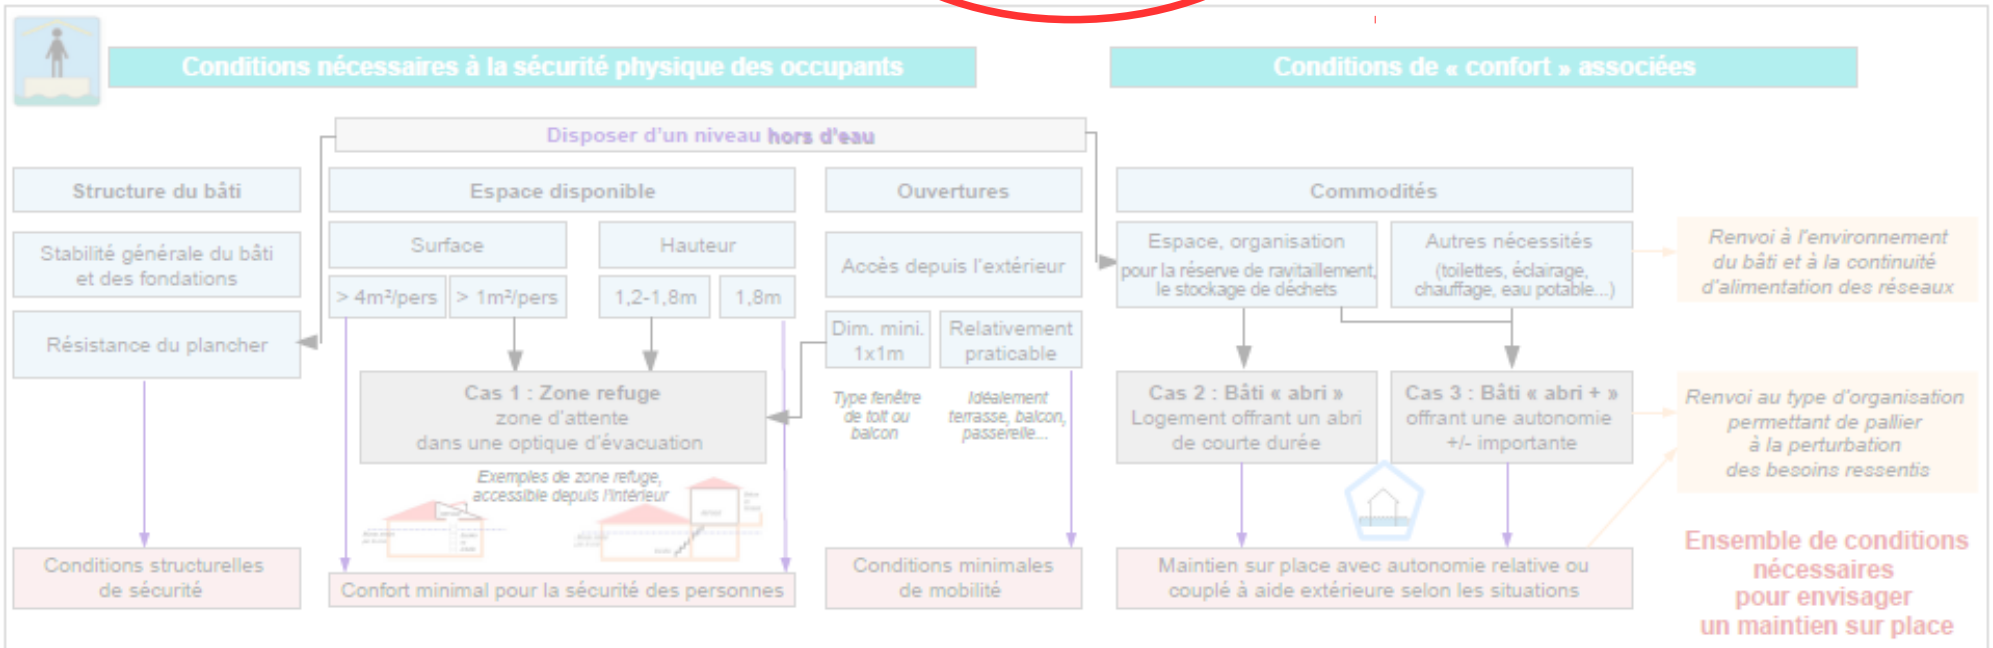 Conditions nécessaires à la sécurité physique des occupants
Conditions de « confort » associées
Disposer d'un niveau hors d'eau
Structure du bâti
Stabilité générale du bâti
et des fondations
Résistance du plancher
Conditions structurelles
de sécurité
Espace disponible
Surface
Hauteur
> 4m²/pers
> 1m²/pers
1,2-1,8m
1,8m
Cas 1 : Zone refuge
zone d'attente
dans une optique d'évacuation
Exemples de zone refuge,
accessible depuis l'intérieur
Confort minimal pour la sécurité des personnes
Ouvertures
Accès depuis l'extérieur
Dim. mini.
1x1m
Relativement
praticable
Type fenêtre
de toit ou
balcon
Idéalement
terrasse, balcon,
passerelle...
Conditions minimales
de mobilité
Commodités
Espace, organisation
pour la réserve de ravitaillement,
le stockage de déchets
Autres nécessités
(toilettes, éclairage,
chauffage, eau potable...)
Cas 2 : Bâti « abri »
Logement offrant un abri
de courte durée
Cas 3 : Bâti « abri + »
offrant une autonomie
+/- importante
Maintien sur place avec autonomie relative ou
couplé à aide extérieure selon les situations
Renvoi à l'environnement
du bâti et à la continuité
d'alimentation des réseaux
Renvoi au type d'organisation
permettant de pallier
à la perturbation
des besoins ressentis
Ensemble de conditions
nécessaires
pour envisager
un maintien sur place